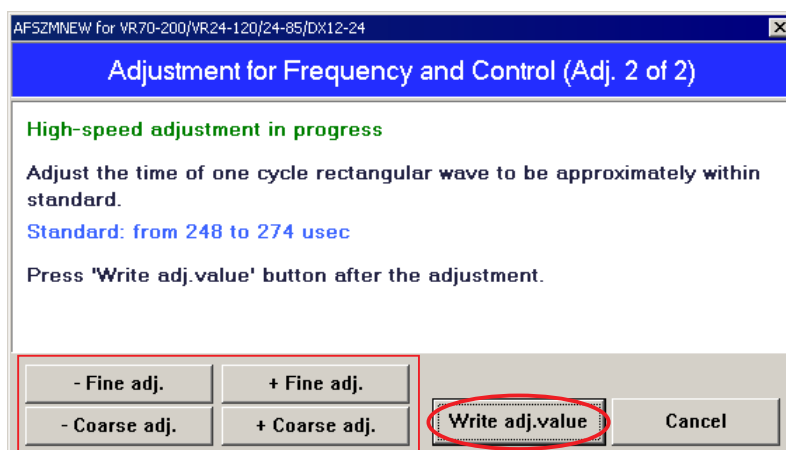 AFSZMNEW for VR70-200/VR24-120/24-85/DX12-24
Adjustment for Frequency and Control (Adj. 2 of 2)
High-speed adjustment in progress
Adjust the time of one cycle rectangular wave to be approximately within
standard.
Standard: from 248 to 274 usec
Press 'Write adj.value' button after the adjustment.
- Fine adj.
+ Fine adj.
- Coarse adj.
+ Coarse adj.
Write adj.value
Cancel